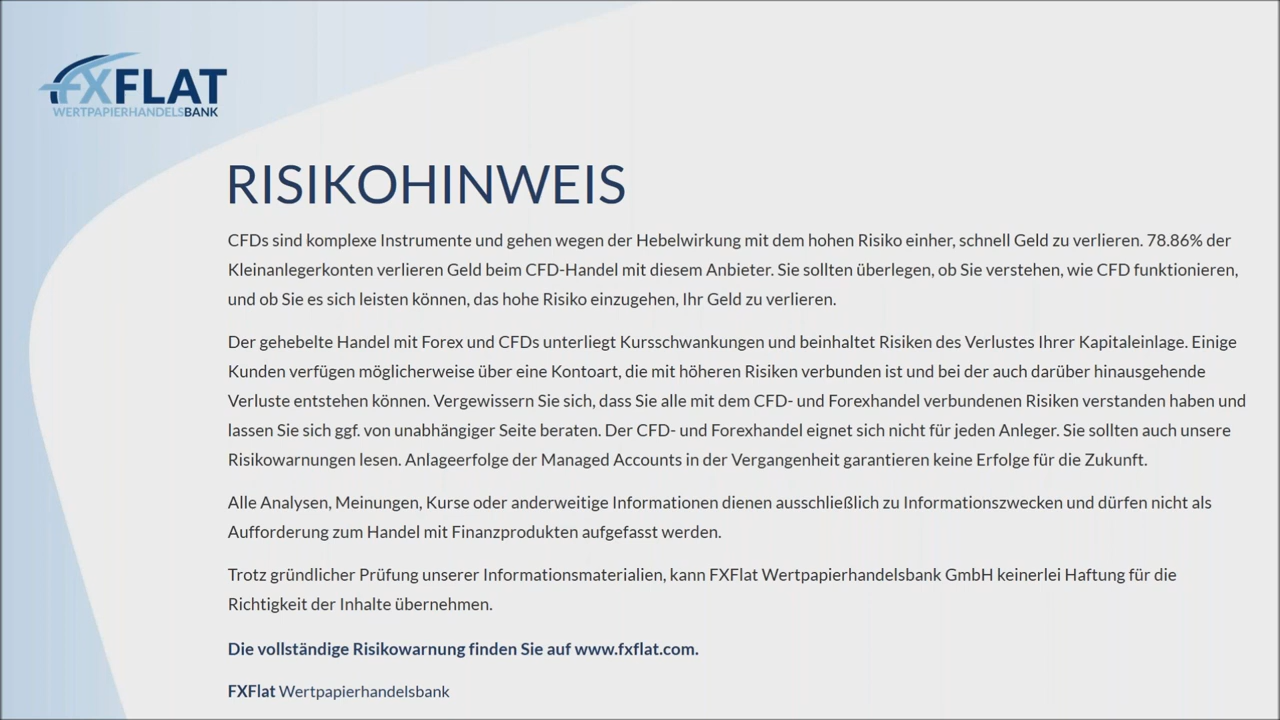 FXFLAT
WERTPAPIERHANDELSBANK
RISIKOHINWEIS
CFDs sind komplexe Instrumente und gehen wegen der Hebelwirkung mit dem hohen Risiko einher, schnell Geld zu verlieren. 78.86% der
Kleinanlegerkonten verlieren Geld beim CFD-Handel mit diesem Anbieter. Sie sollten überlegen, ob Sie verstehen, wie CFD funktionieren,
und ob Sie es sich leisten können, das hohe Risiko einzugehen, Ihr Geld zu verlieren.
Der gehebelte Handel mit Forex und CFDs unterliegt Kursschwankungen und beinhaltet Risiken des Verlustes Ihrer Kapitaleinlage. Einige
Kunden verfügen möglicherweise über eine Kontoart, die mit höheren Risiken verbunden ist und bei der auch darüber hinausgehende
Verluste entstehen können. Vergewissern Sie sich, dass Sie alle mit dem CFD- und Forexhandel verbundenen Risiken verstanden haben und
lassen Sie sich ggf. von unabhängiger Seite beraten. Der CFD- und Forexhandel eignet sich nicht für jeden Anleger. Sie sollten auch unsere
Risikowarnungen lesen. Anlageerfolge der Managed Accounts in der Vergangenheit garantieren keine Erfolge für die Zukunft.
Alle Analysen, Meinungen, Kurse oder anderweitige Informationen dienen ausschließlich zu Informationszwecken und dürfen nicht als
Aufforderung zum Handel mit Finanzprodukten aufgefasst werden.
Trotz gründlicher Prüfung unserer Informationsmaterialien, kann FXFlat Wertpapierhandelsbank GmbH keinerlei Haftung für die
Richtigkeit der Inhalte übernehmen.
Die vollständige Risikowarnung finden Sie auf www.fxflat.com.
FXFlat Wertpapierhandelsbank